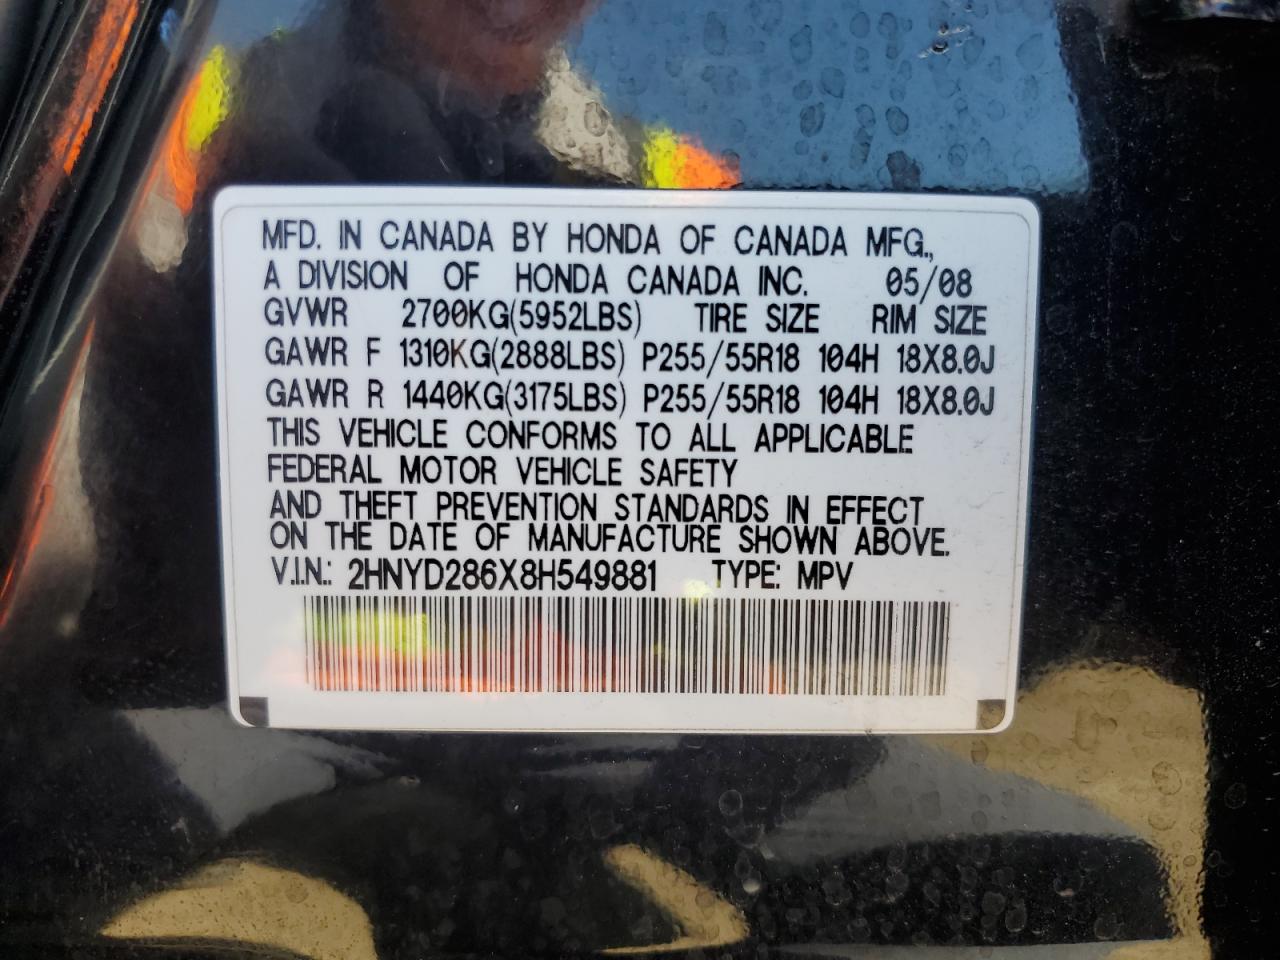 MFD. IN CANADA BY HONDA OF CANADA MFG.,
A DIVISION OF HONDA CANADA INC. 05/08
GVWR 2700KG(5952LBS) TIRE SIZE RIM SIZE
GAWR F 1310KG(2888LBS) P255/55R18 104H 18X8.0J
GAWR R 1440KG(3175LBS) P255/55R18 104H 18X8.0J
THIS VEHICLE CONFORMS TO ALL APPLICABLE
FEDERAL MOTOR VEHICLE SAFETY
AND THEFT PREVENTION STANDARDS IN EFFECT
ON THE DATE OF MANUFACTURE SHOWN ABOVE.
V.I.N.: 2HNYD286X8H549881 TYPE: MPV